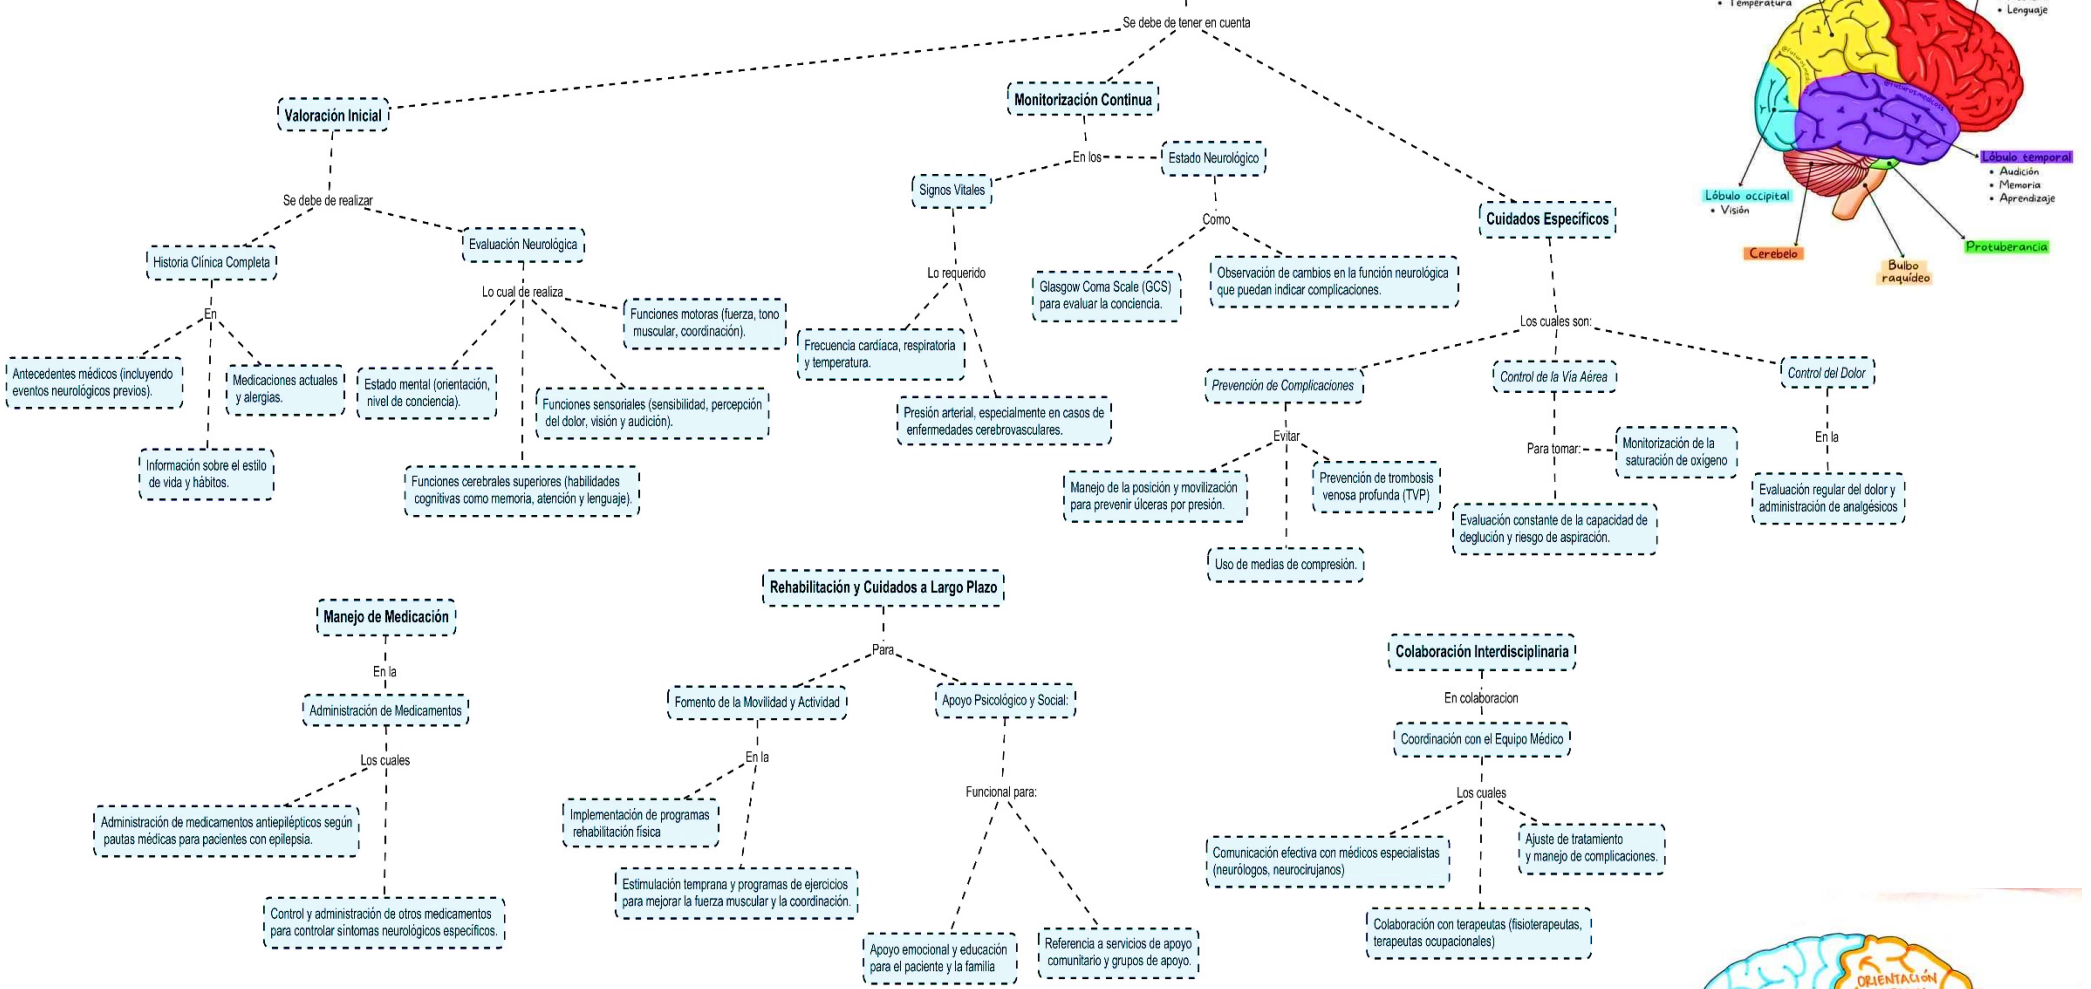 Se debe de tener en cuenta
Valoración Inicial
Se debe de realizar
Historia Clínica Completa
En
Antecedentes médicos (incluyendo
eventos neurológicos previos).
Información sobre el estilo
de vida y hábitos.
Medicaciones actuales
y alergias.
Evaluación Neurológica
Lo cual de realiza
Estado mental (orientación,
nivel de conciencia).
Funciones cerebrales superiores (habilidades
cognitivas como memoria, atención y lenguaje).
Funciones sensoriales (sensibilidad, percepción
del dolor, visión y audición).
Funciones motoras (fuerza, tono
muscular, coordinación).
Monitorización Continua
En los
Signos Vitales
Lo requerido
Frecuencia cardíaca, respiratoria
y temperatura.
Presión arterial, especialmente en casos de
enfermedades cerebrovasculares.
Estado Neurológico
Como
Glasgow Coma Scale (GCS)
para evaluar la conciencia.
Observación de cambios en la función neurológica
que puedan indicar complicaciones.
Cuidados Específicos
Los cuales son:
Prevención de Complicaciones
Evitar
Manejo de la posición y movilización
para prevenir úlceras por presión.
Uso de medias de compresión.
Prevención de trombosis
venosa profunda (TVP)
Control de la Vía Aérea
Para tomar:
Monitorización de la
saturación de oxígeno
Evaluación constante de la capacidad de
deglución y riesgo de aspiración.
Control del Dolor
En la
Evaluación regular del dolor y
administración de analgésicos
Manejo de Medicación
En la
Administración de Medicamentos
Los cuales
Administración de medicamentos antiepilépticos según
pautas médicas para pacientes con epilepsia.
Control y administración de otros medicamentos
para controlar síntomas neurológicos específicos.
Rehabilitación y Cuidados a Largo Plazo
Para
Fomento de la Movilidad y Actividad
En la
Implementación de programas
rehabilitación física
Estimulación temprana y programas de ejercicios
para mejorar la fuerza muscular y la coordinación.
Apoyo Psicológico y Social:
Funcional para:
Apoyo emocional y educación
para el paciente y la familia
Referencia a servicios de apoyo
comunitario y grupos de apoyo.
Colaboración Interdisciplinaria
En colaboracion
Coordinación con el Equipo Médico
Los cuales
Comunicación efectiva con médicos especialistas
(neurólogos, neurocirujanos)
Colaboración con terapeutas (fisioterapeutas,
terapeutas ocupacionales)
Ajuste de tratamiento
y manejo de complicaciones.
• Temperatura
• Lenguaje
Lóbulo temporal
• Audición
• Memoria
• Aprendizaje
Lóbulo occipital
• Visión
Cerebelo
Bulbo
raquídeo
Protuberancia
ORIENTACIÓN